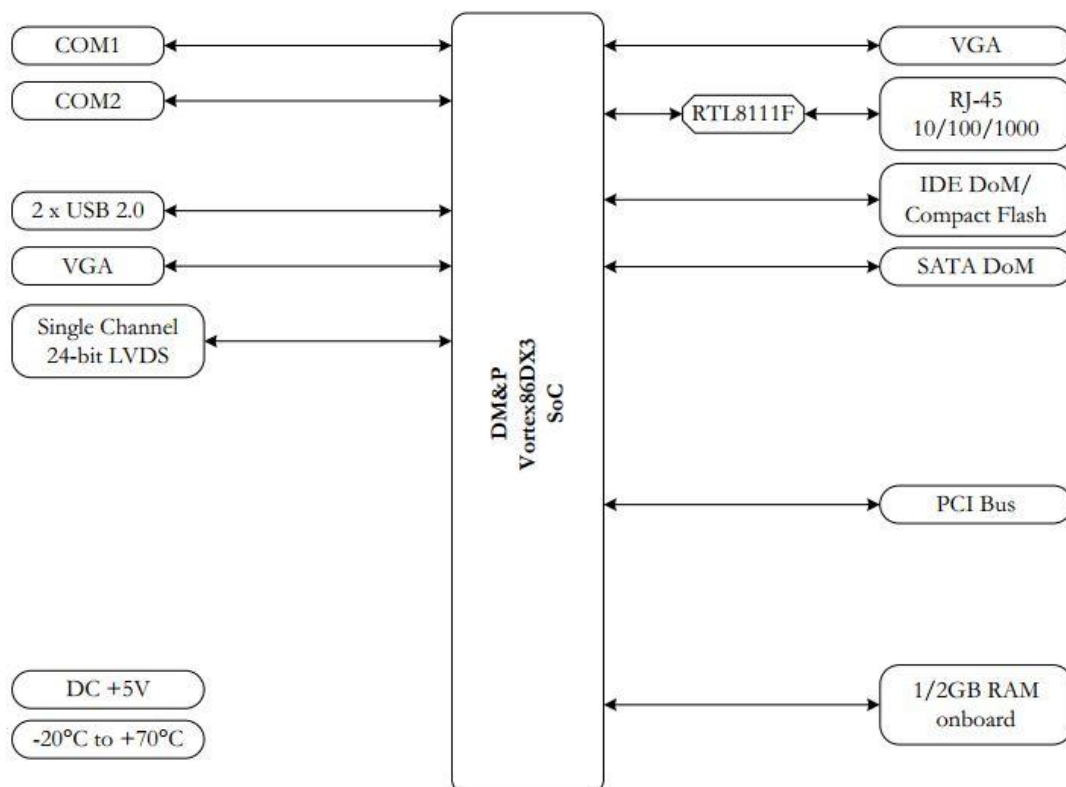 COM1
COM2
2 x USB 2.0
VGA
Single Channel
24-bit LVDS
DC +5V
-20°C to +70°C
DM&P
Vortex86DX3
SoC
VGA
RTL8111F
RJ-45
10/100/1000
IDE DoM/
Compact Flash
SATA DoM
PCI Bus
1/2GB RAM
onboard